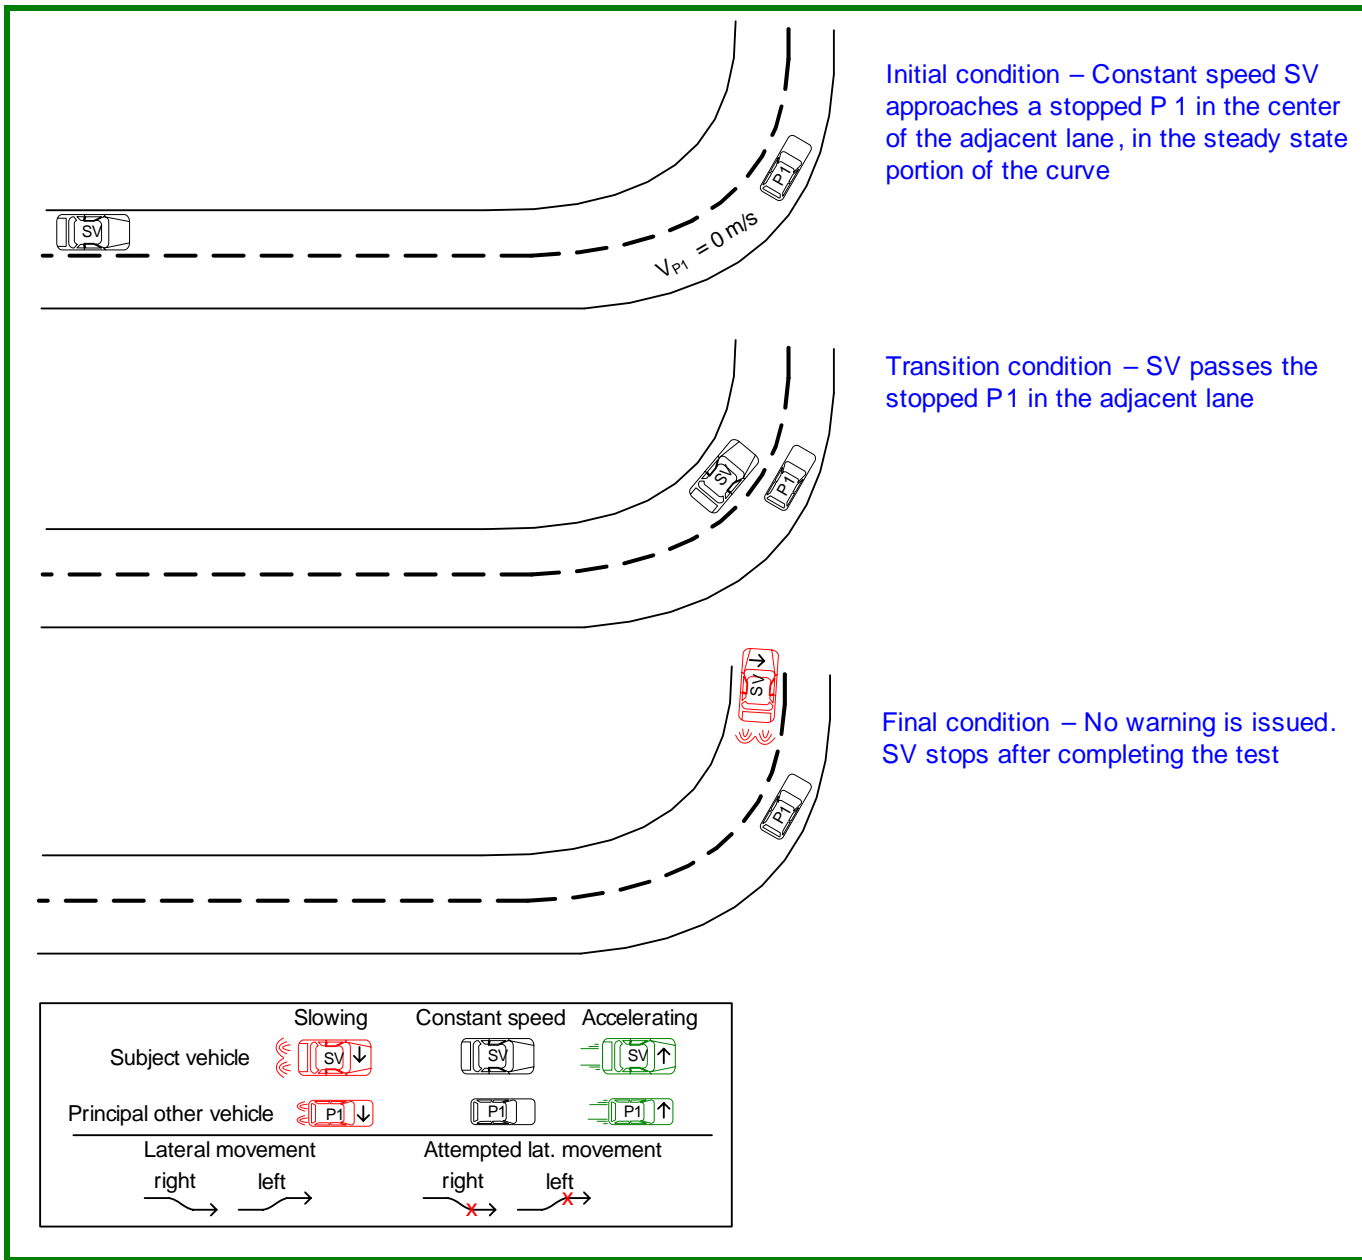 Initial condition – Constant speed SV
approaches a stopped P 1 in the center
of the adjacent lane, in the steady state
portion of the curve
P1
SV
VP1 = 0 m/s
Transition condition – SV passes the
stopped P1 in the adjacent lane
SV
P1
SV
Final condition – No warning is issued.
SV stops after completing the test
P1
Slowing Constant speed Accelerating
Subject vehicle SV SV SV
Principal other vehicle P1 P1 P1
Lateral movement Attempted lat. movement
right left right left